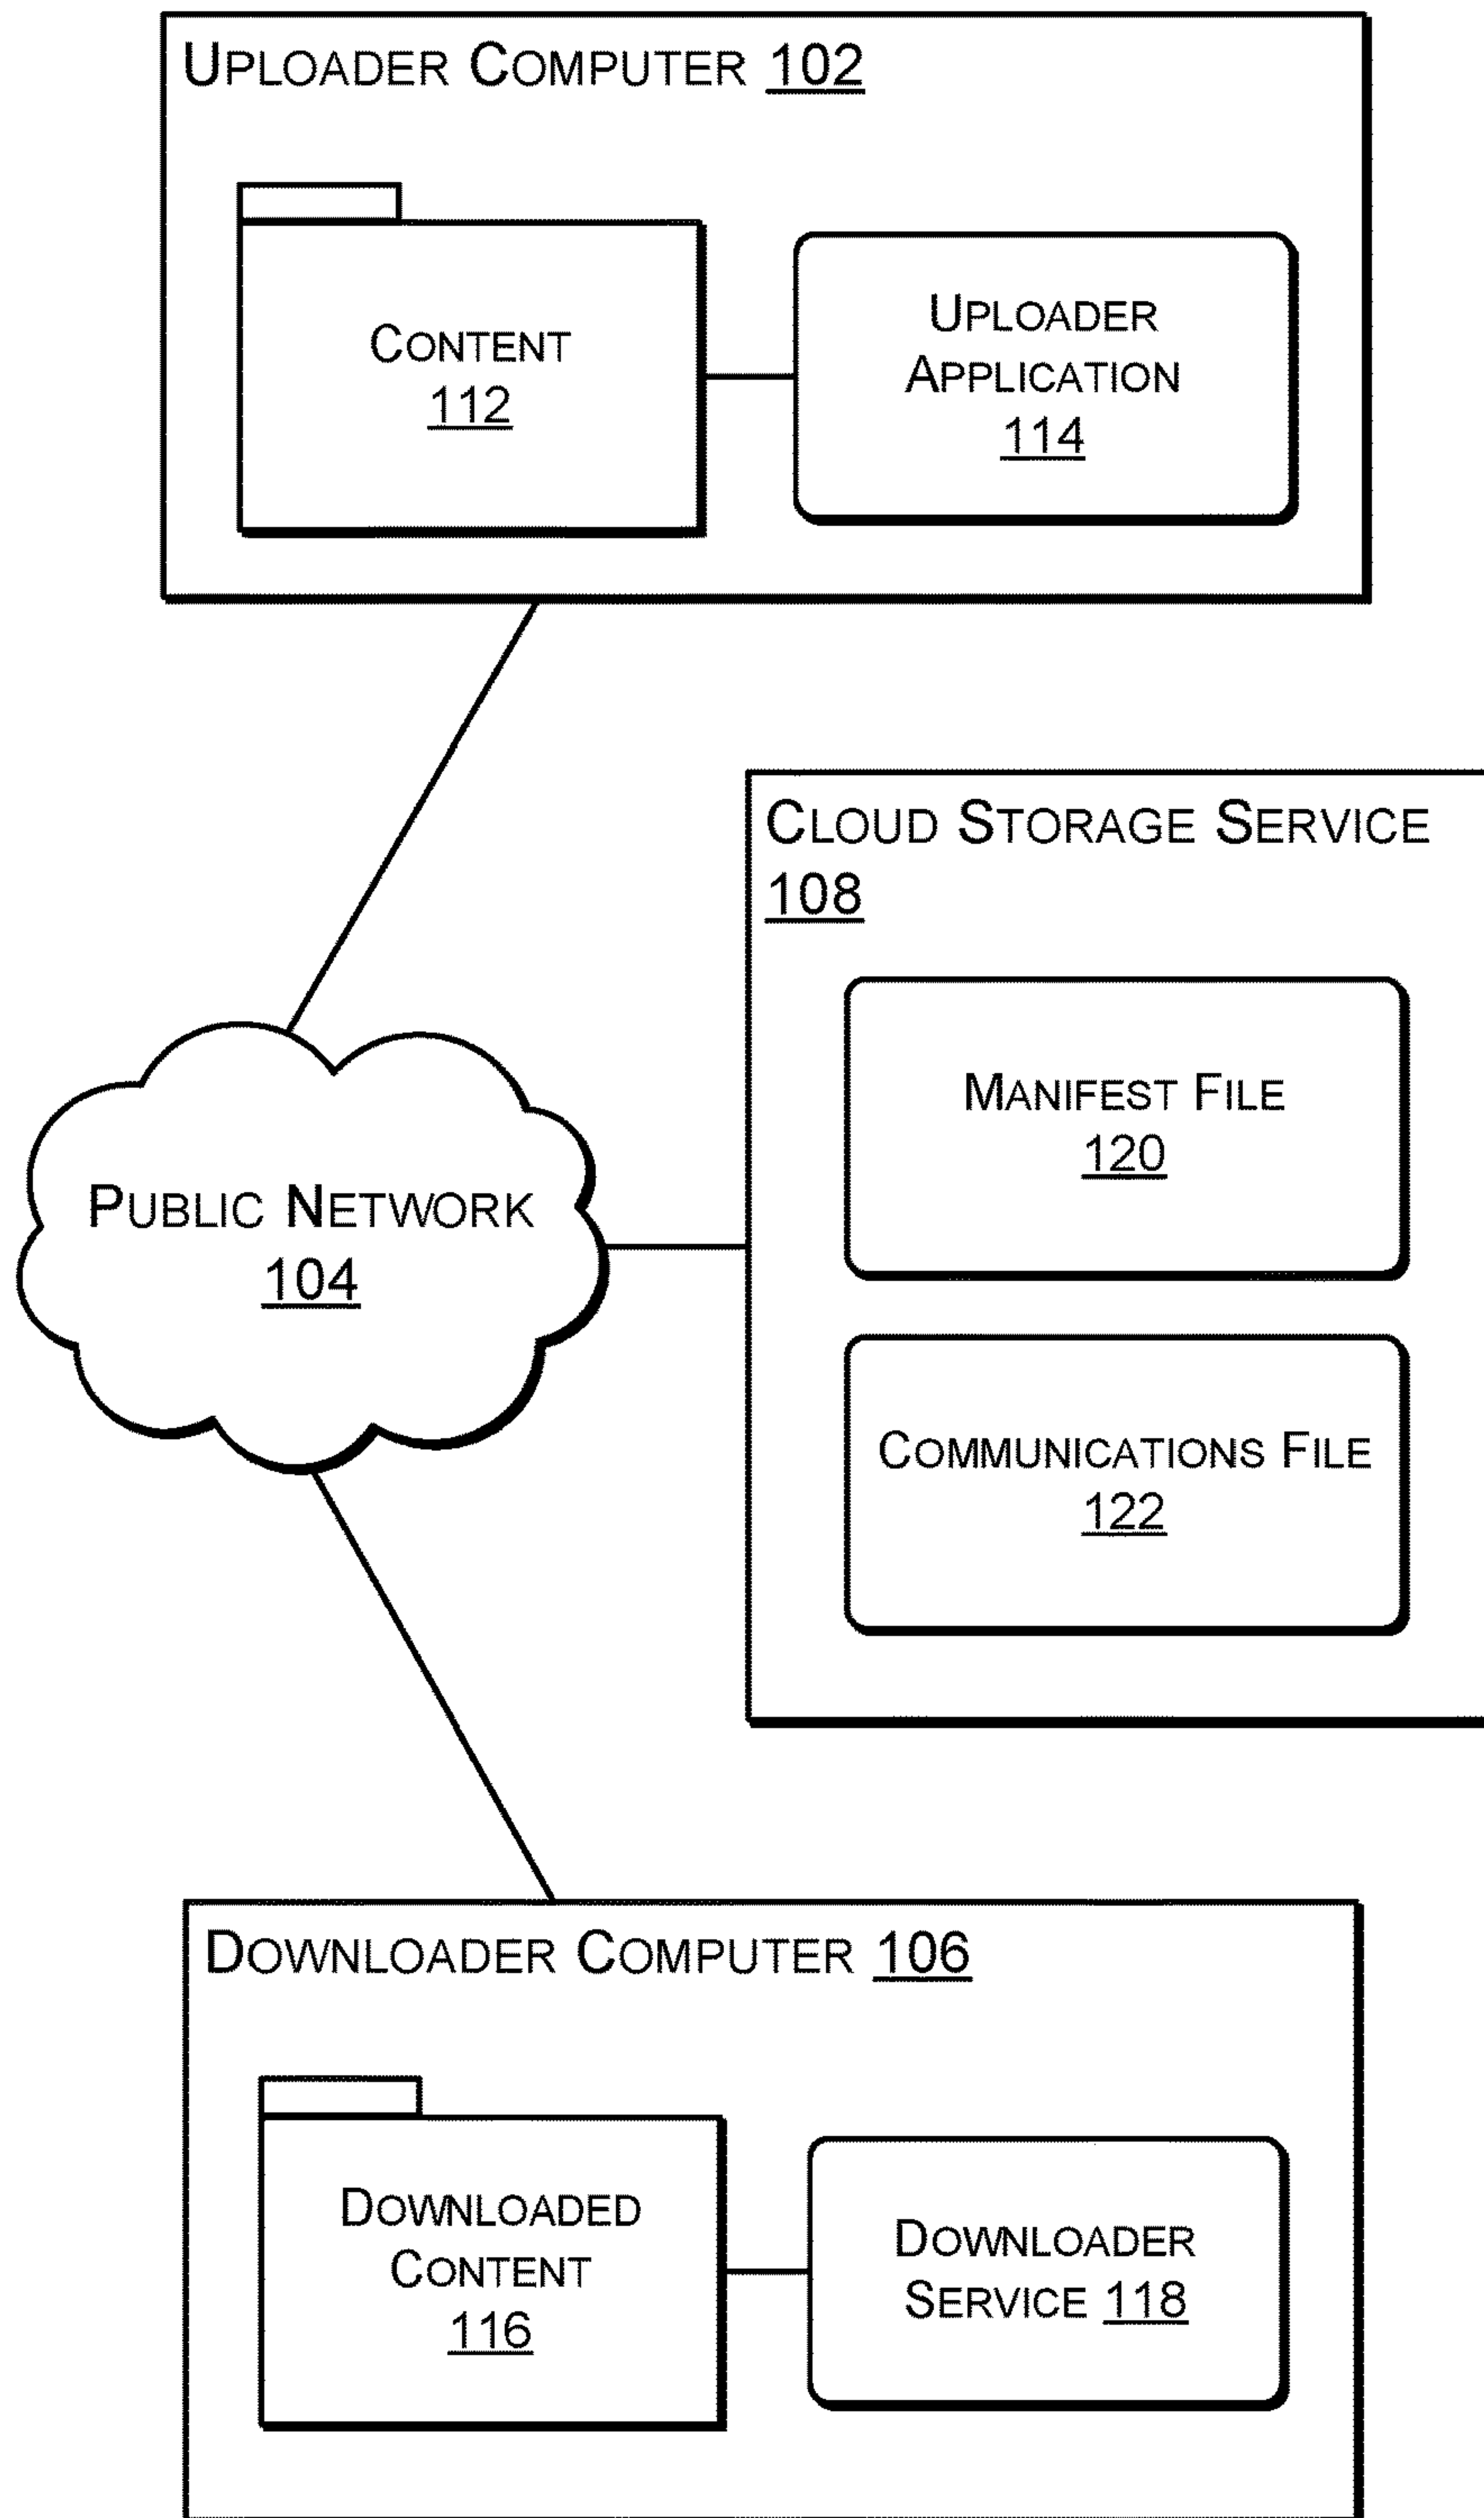 UPLOADER COMPUTER 102
CONTENT
112
UPLOADER
APPLICATION
114
CLOUD STORAGE SERVICE
108
MANIFEST FILE
120
PUBLIC NETWORK
104
COMMUNICATIONS FILE
122
DOWNLOADER COMPUTER 106
DOWNLOADED
CONTENT
116
DOWNLOADER
SERVICE 118